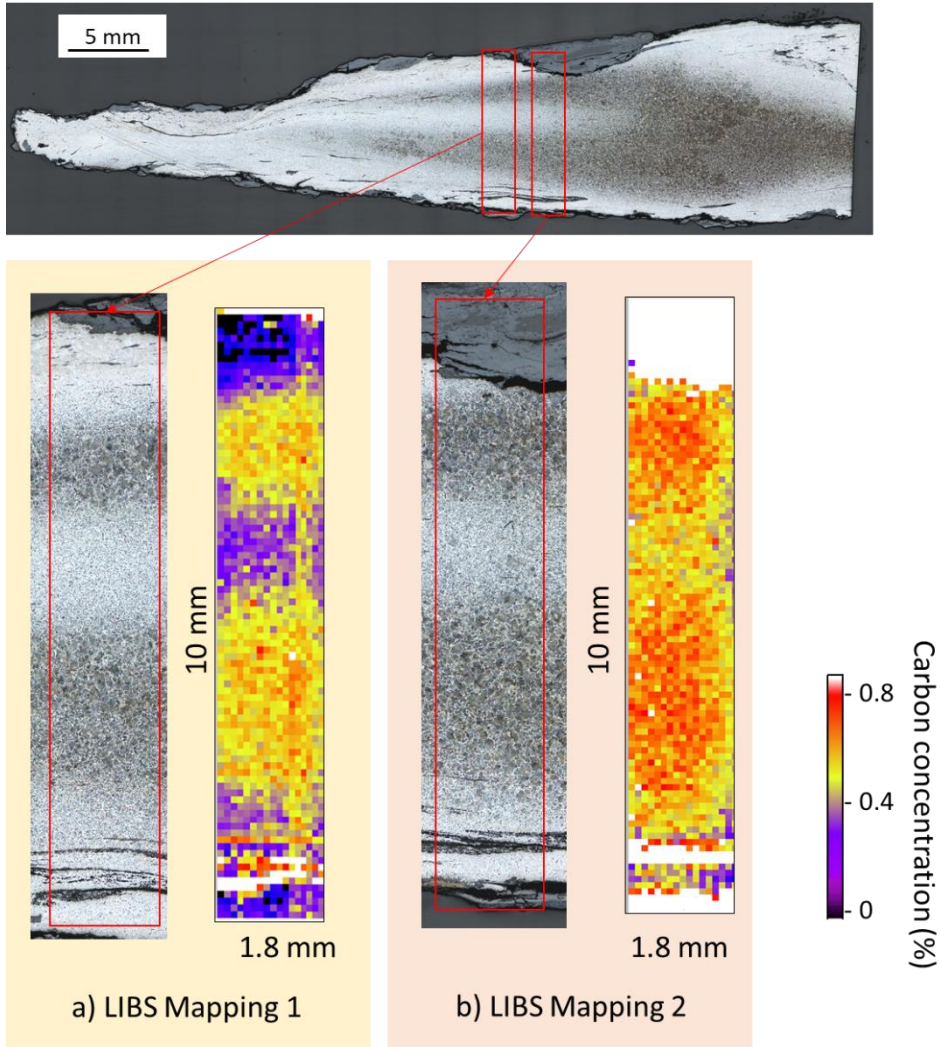 5 mm
10 mm
10 mm
1.8 mm
1.8 mm
a) LIBS Mapping 1
b) LIBS Mapping 2
Carbon concentration (%)
- 0.8
- 0.4
- 0